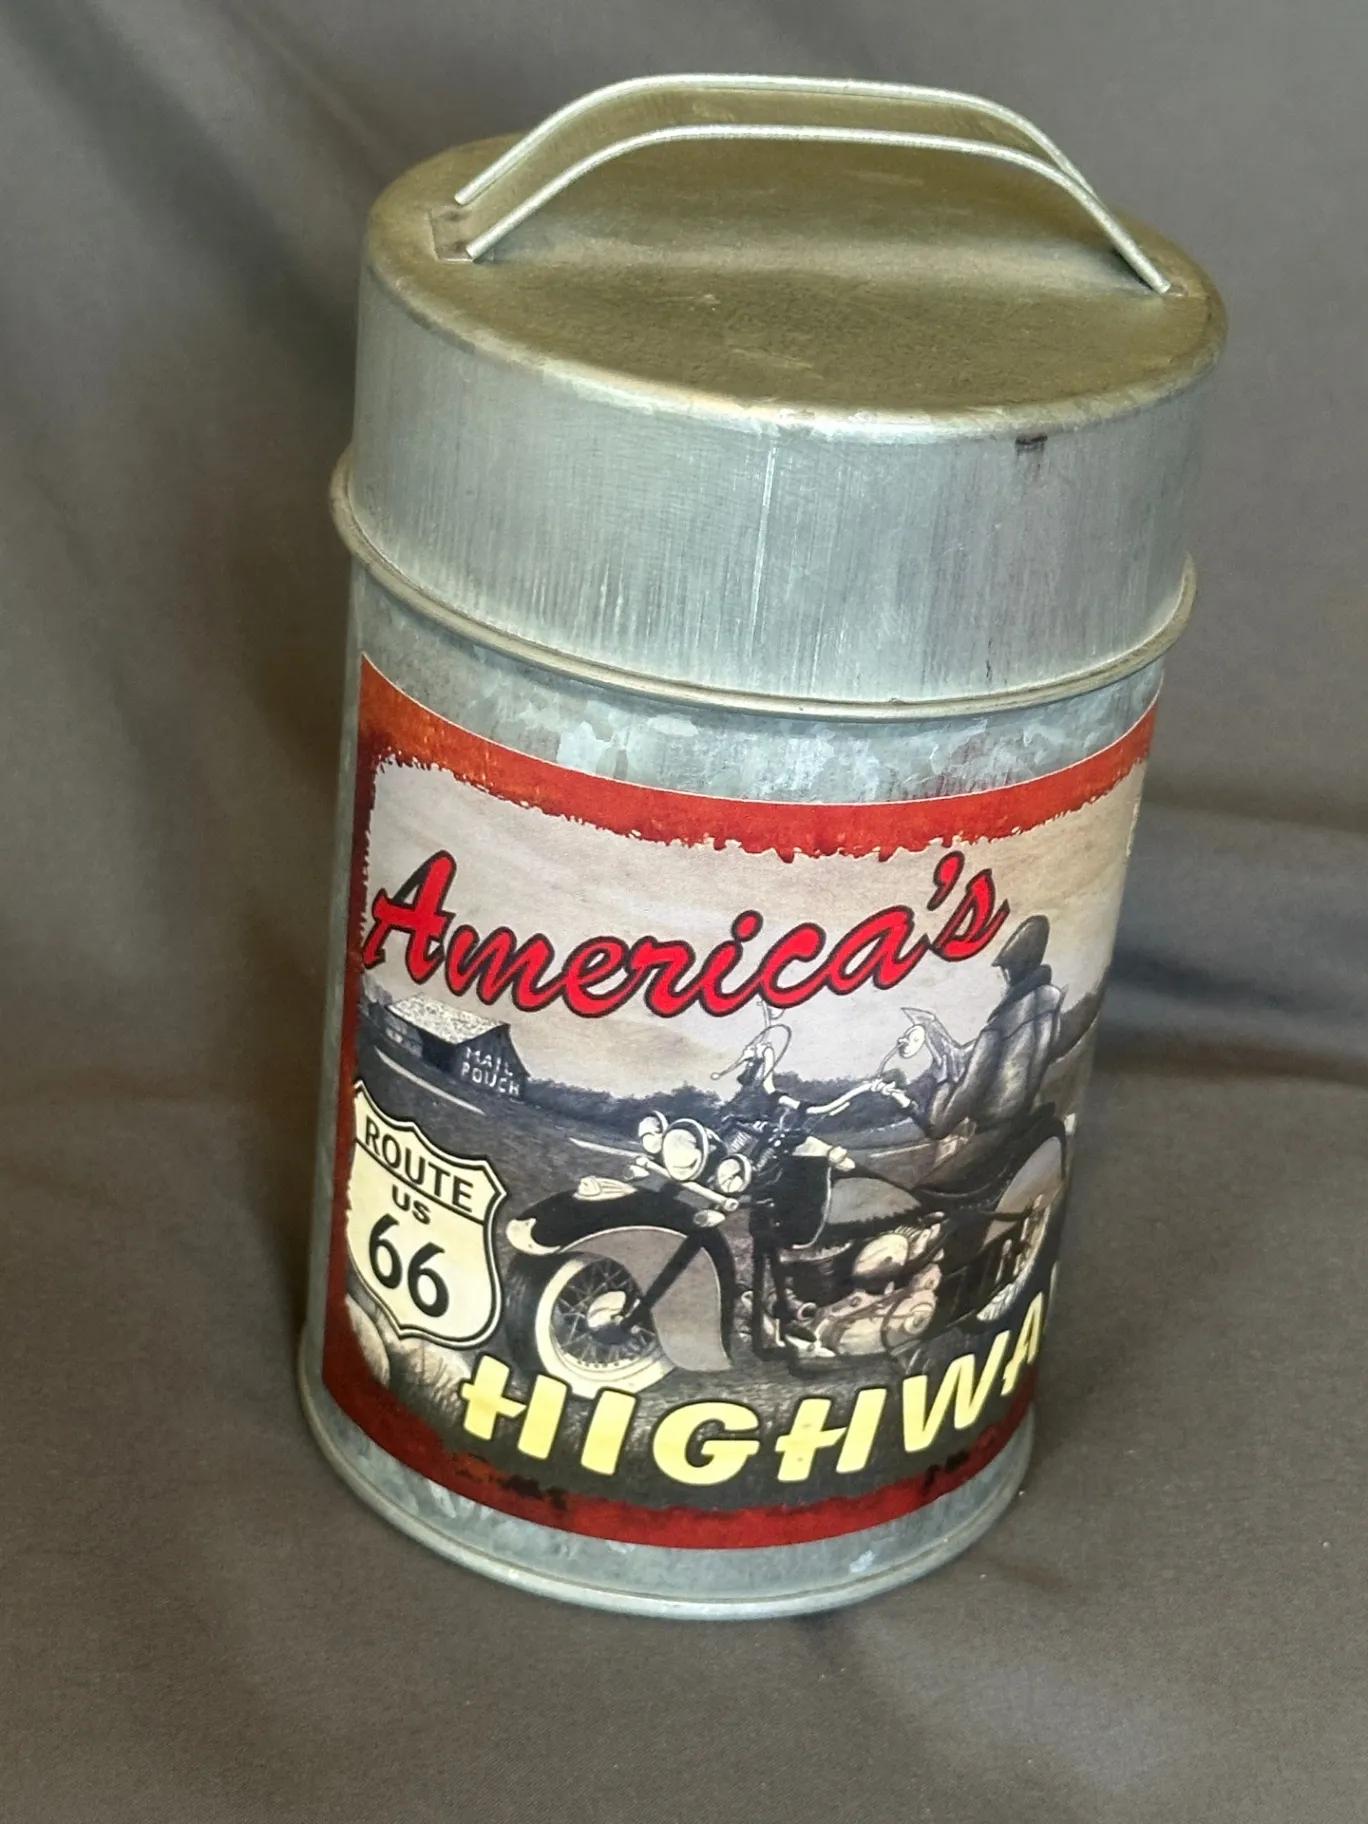 America's
MAIL
POUCH
ROUTE
US
66
HIGHWA